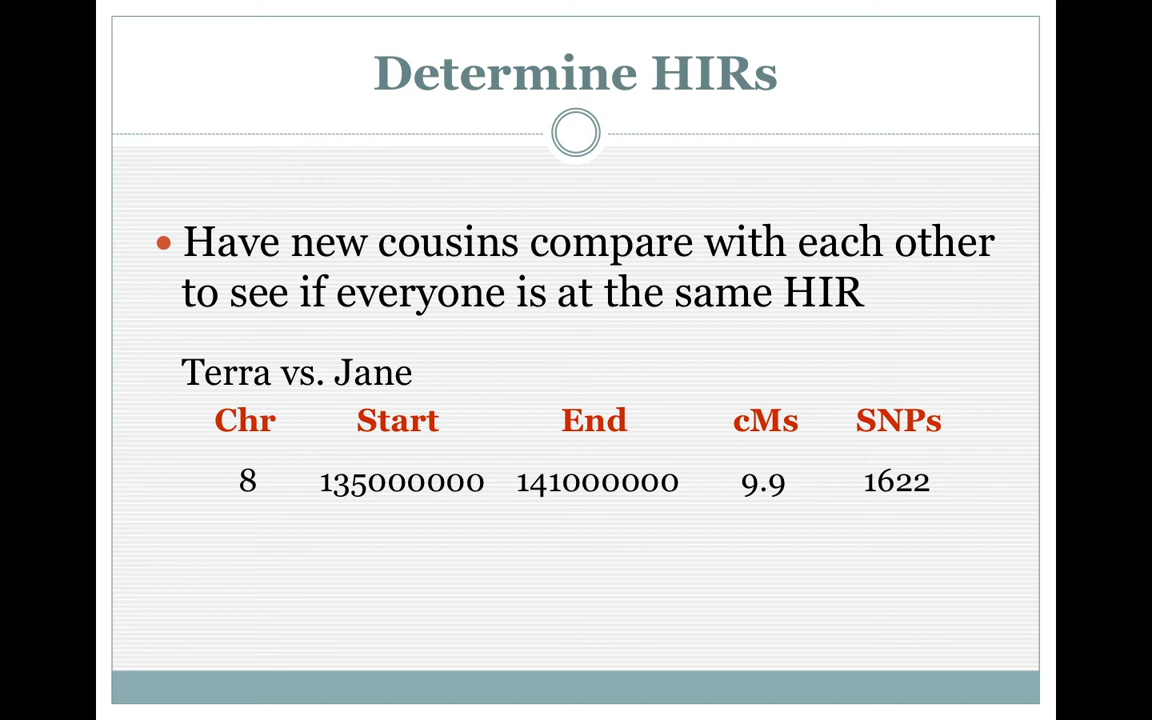 Determine HIRs
• Have new cousins compare with each other
to see if everyone is at the same HIR
Terra vs. Jane
Chr Start End cMs SNPs
8 135000000 141000000 9.9 1622